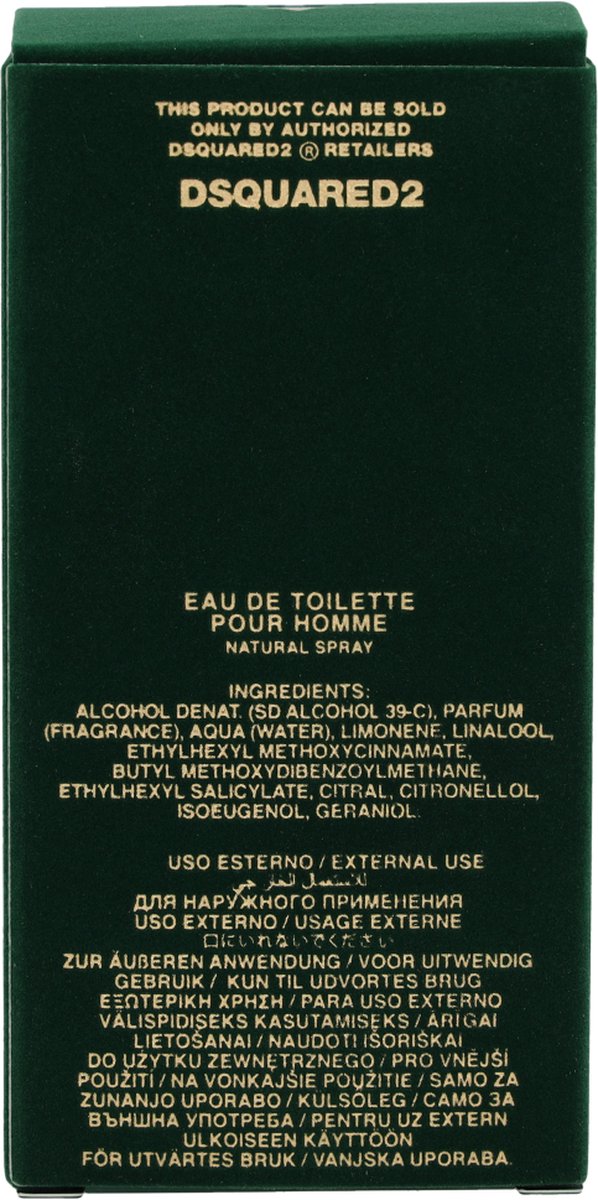 THIS PRODUCT CAN BE SOLD
ONLY BY AUTHORIZED
DSQUARED2 ® RETAILERS
DSQUARED2
EAU DE TOILETTE
POUR HOMME
NATURAL SPRAY
INGREDIENTS:
ALCOHOL DENAT. (SD ALCOHOL 39-C), PARFUM
(FRAGRANCE), AQUA (WATER), LIMONENE, LINALOOL,
ETHYLHEXYL METHOXYCINNAMATE,
BUTYL METHOXYDIBENZOYLMETHANE,
ETHYLHEXYL SALICYLATE, CITRAL, CITRONELLOL,
ISOEUGENOL, GERANIOL.
USO ESTERNO / EXTERNAL USE
للاستعمال الخارجي
ДЛЯ НАРУЖНОГО ПРИМЕНЕНИЯ
USO EXTERNO / USAGE EXTERNE
口にいれないでください
ZUR ÄUßEREN ANWENDUNG / VOOR UITWENDIG
GEBRUIK / KUN TIL UDVORTES BRUG
ΕΞΩΤΕΡΙΚΗ ΧΡΗΣΗ / PARA USO EXTERNO
VÄLISPIDISEKS KASUTAMISEKS / ĀRĪGAI
LIETOŠANAI / NAUDOTI IŠORIŠKAI
DO UŻYTKU ZEWNĘTRZNEGO / PRO VNĚJŠÍ
POUŽITÍ / NA VONKAJŠIE POUŽITIE / SAMO ZA
ZUNANJO UPORABO / KÜLSŐLEG / САМО ЗА
ВЪНШНА УПОТРЕБА / PENTRU UZ EXTERN
ULKOISEEN KÄYTTÖÖN
FÖR UTVÄRTES BRUK / VANJSKA UPORABA.